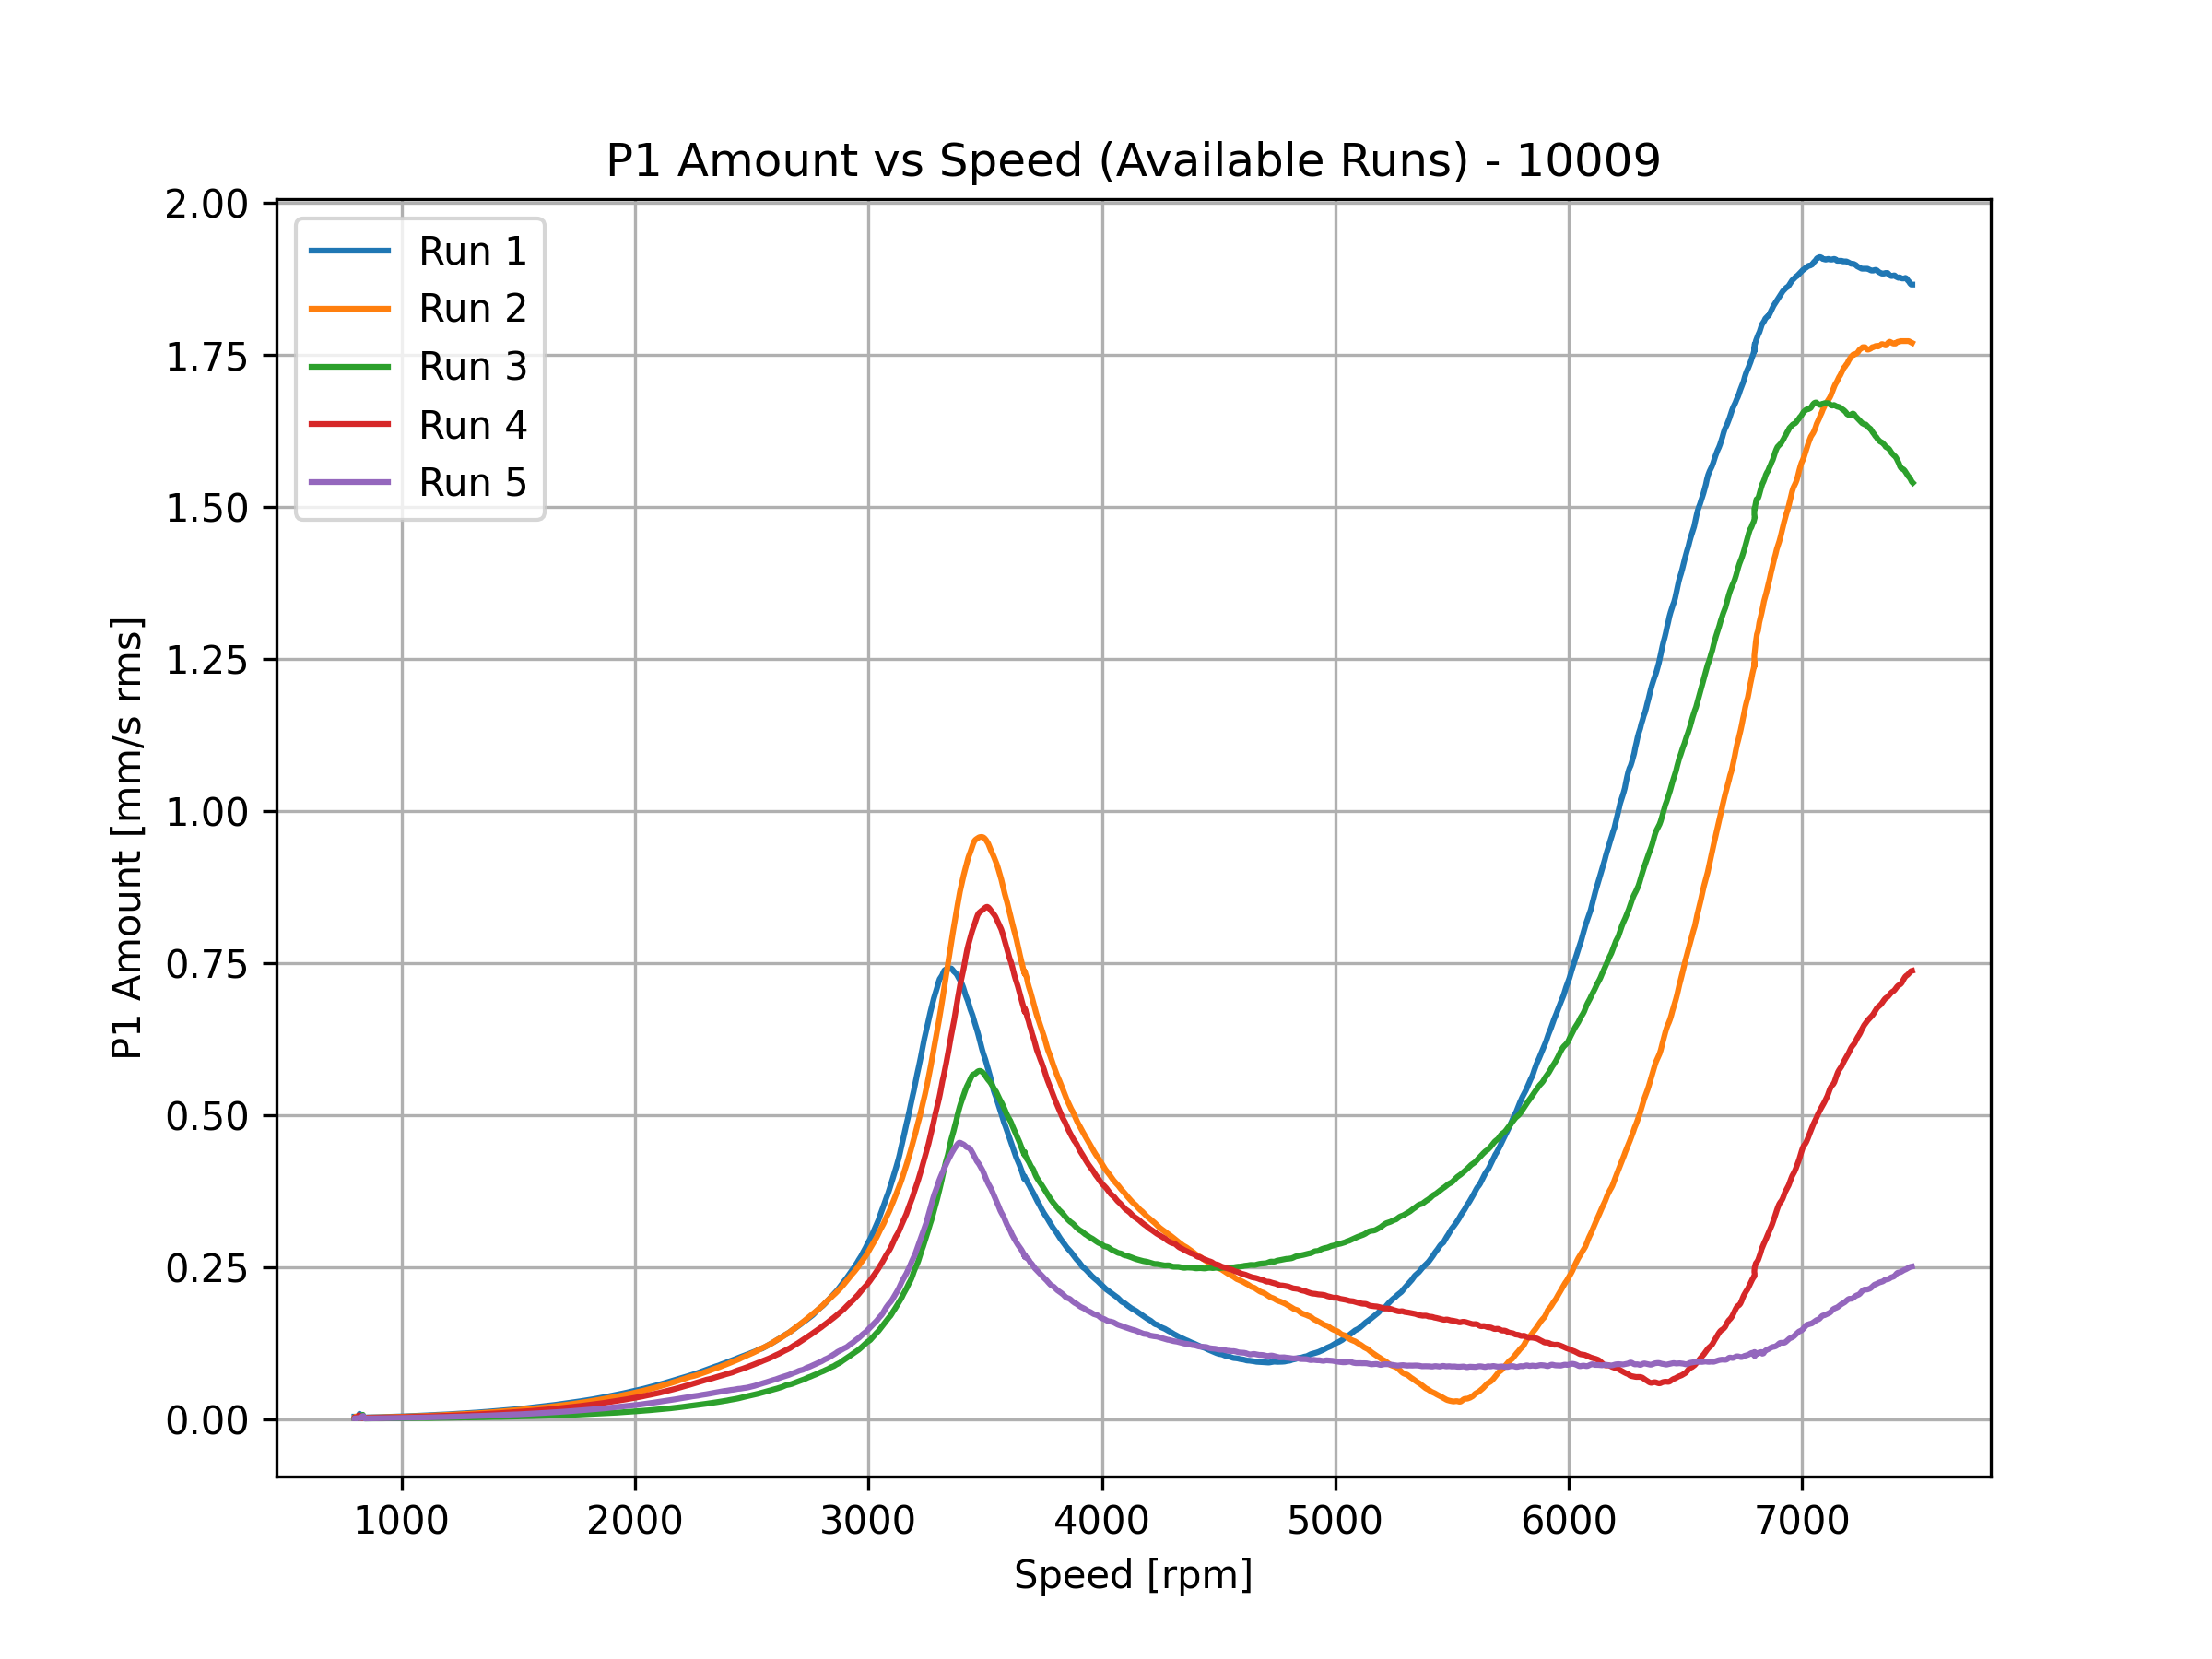 P1 Amount vs Speed (Available Runs) - 10009
Run 1
Run 2
Run 3
Run 4
Run 5
2.00
1.75
1.50
1.25
1.00
0.75
0.50
0.25
0.00
P1 Amount [mm/s rms]
1000 2000 3000 4000 5000 6000 7000
Speed [rpm]